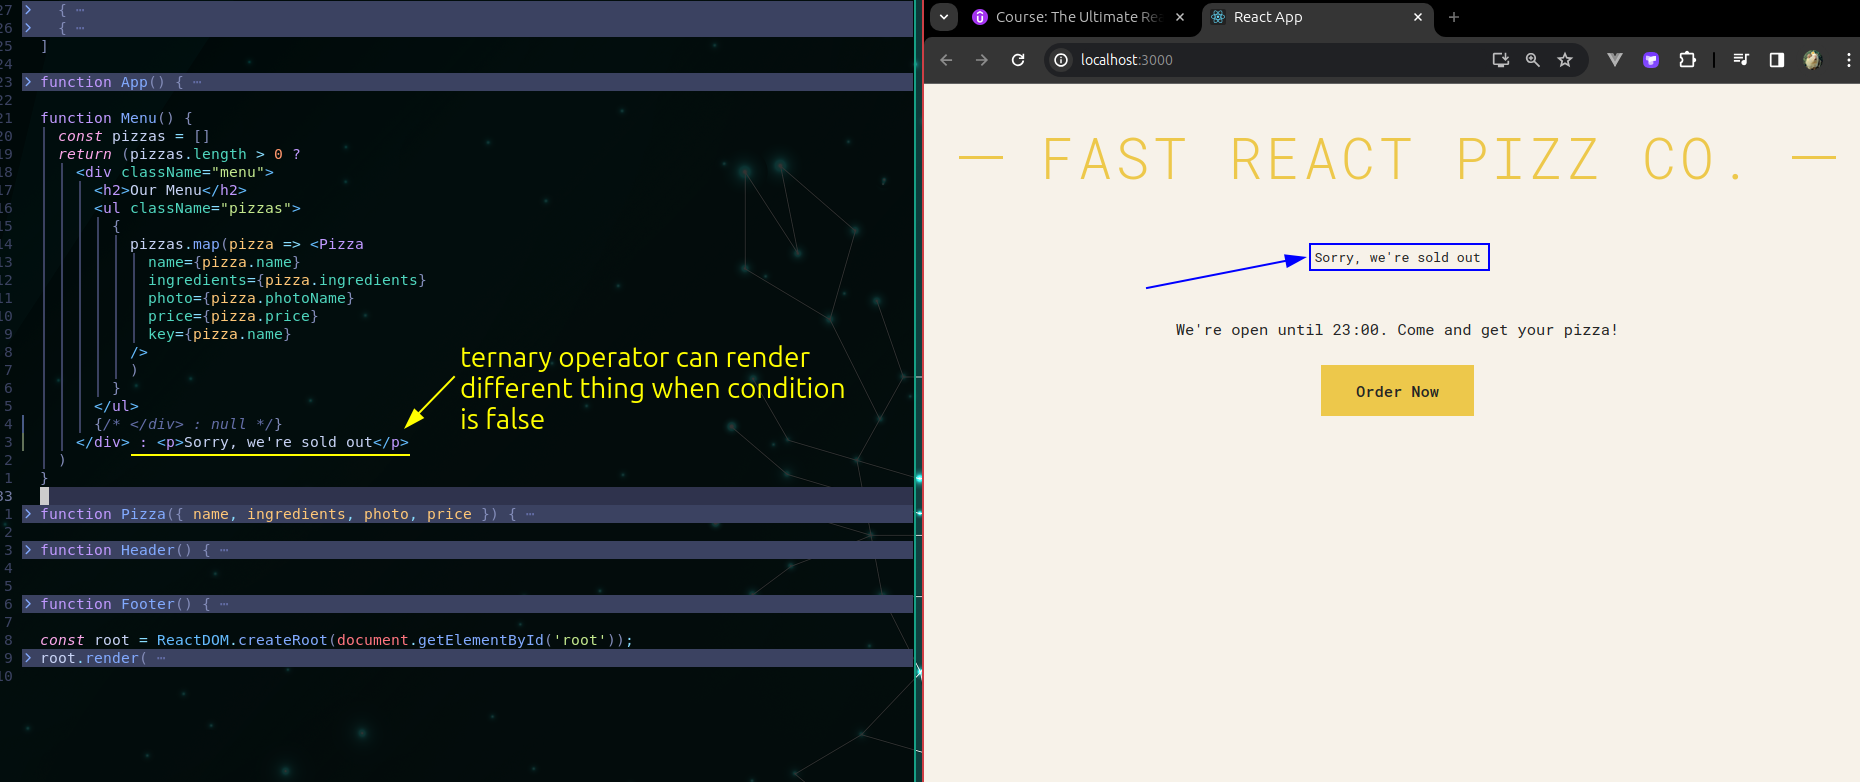 27 > { ⋯
26 > { ⋯
25 ]
24
23 > function App() { ⋯
22
21 function Menu() {
20 const pizzas = []
19 return (pizzas.length > 0 ?
18 <div className="menu">
17 <h2>Our Menu</h2>
16 <ul className="pizzas">
15 {
14 pizzas.map(pizza => <Pizza
13 name={pizza.name}
12 ingredients={pizza.ingredients}
11 photo={pizza.photoName}
10 price={pizza.price}
9 key={pizza.name}
8 />
7 )
6 }
5 </ul>
4 {/* </div> : null */}
3 </div> : <p>Sorry, we're sold out</p>
2 )
1 }
33
1 > function Pizza({ name, ingredients, photo, price }) { ⋯
2
3 > function Header() { ⋯
4
5
6 > function Footer() { ⋯
7
8 const root = ReactDOM.createRoot(document.getElementById('root'));
9 > root.render( ⋯
10
ternary operator can render
different thing when condition
is false
Course: The Ultimate Re
React App
localhost:3000
FAST REACT PIZZ CO.
Sorry, we're sold out
We're open until 23:00. Come and get your pizza!
Order Now